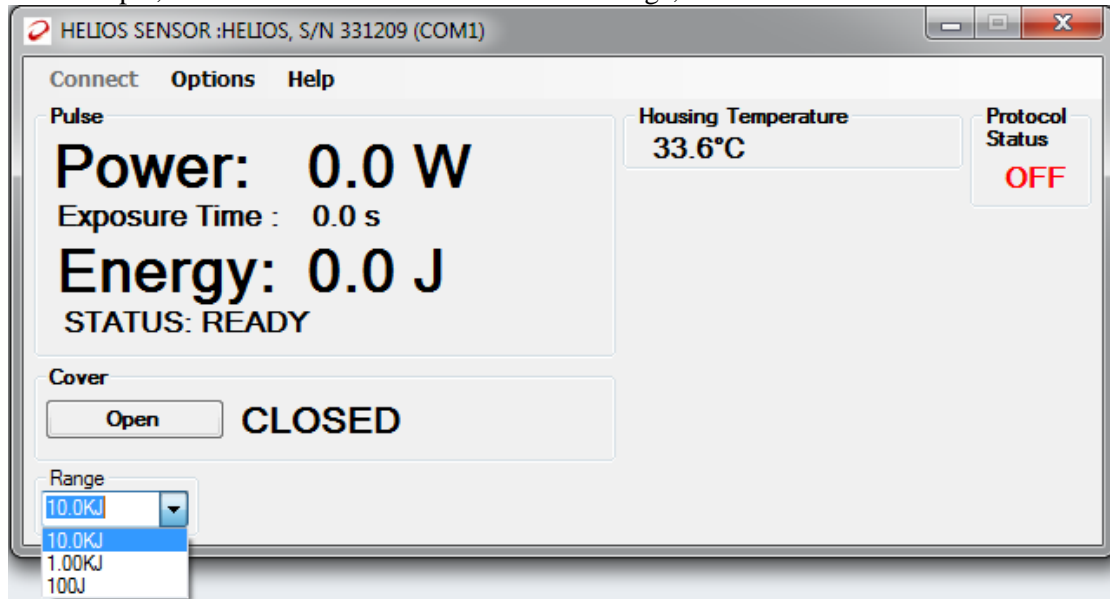 HELIOS SENSOR :HELIOS, S/N 331209 (COM1)
Connect Options Help
Pulse
Power: 0.0 W
Exposure Time : 0.0 s
Energy: 0.0 J
STATUS: READY
Housing Temperature
33.6°C
Protocol
Status
OFF
Cover
Open CLOSED
Range
10.0KJ
10.0KJ
1.00KJ
100J